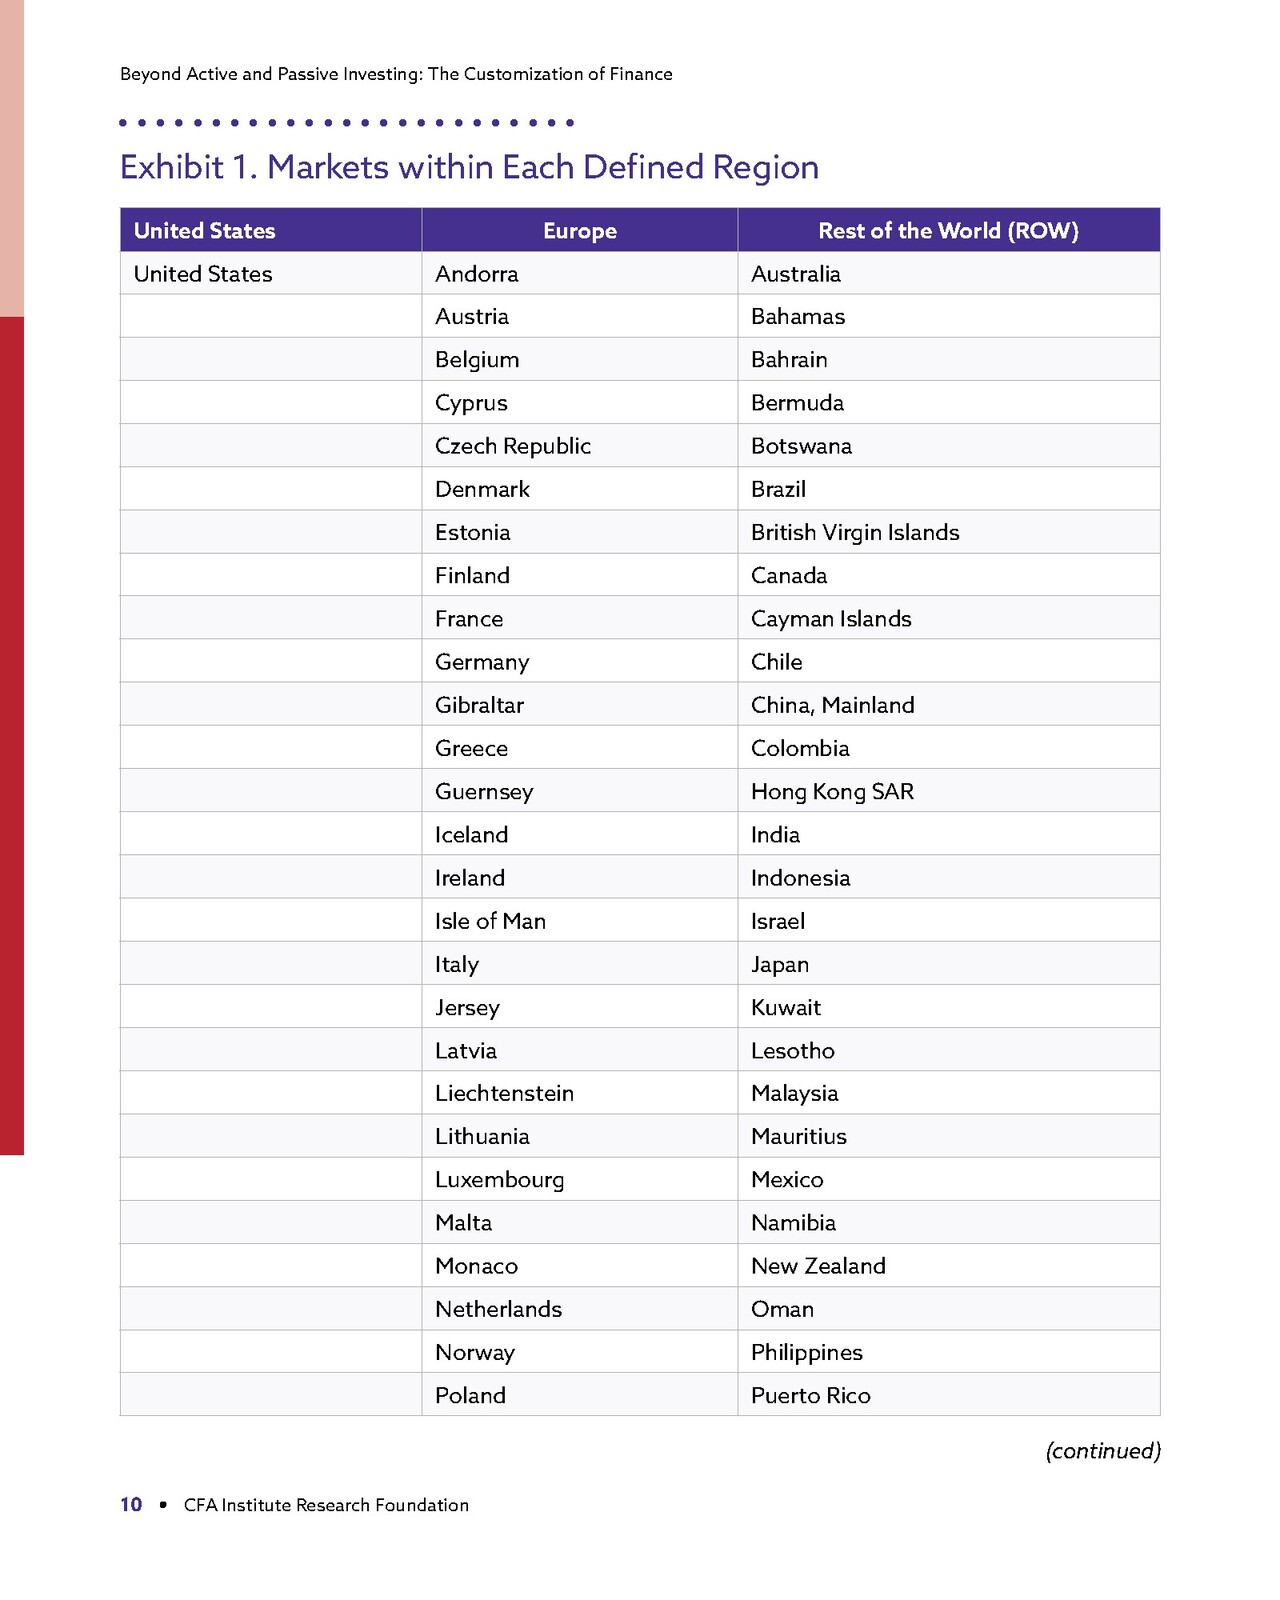 Beyond Active and Passive Investing: The Customization of Finance
Exhibit 1. Markets within Each Defined Region
United States Europe Rest of the World (ROW)
United States Andorra Australia
Austria Bahamas
Belgium Bahrain
Cyprus Bermuda
Czech Republic Botswana
Denmark Brazil
Estonia British Virgin Islands
Finland Canada
France Cayman Islands
Germany Chile
Gibraltar China, Mainland
Greece Colombia
Guernsey Hong Kong SAR
Iceland India
Ireland Indonesia
Isle of Man Israel
Italy Japan
Jersey Kuwait
Latvia Lesotho
Liechtenstein Malaysia
Lithuania Mauritius
Luxembourg Mexico
Malta Namibia
Monaco New Zealand
Netherlands Oman
Norway Philippines
Poland Puerto Rico
(continued)
10 • CFA Institute Research Foundation